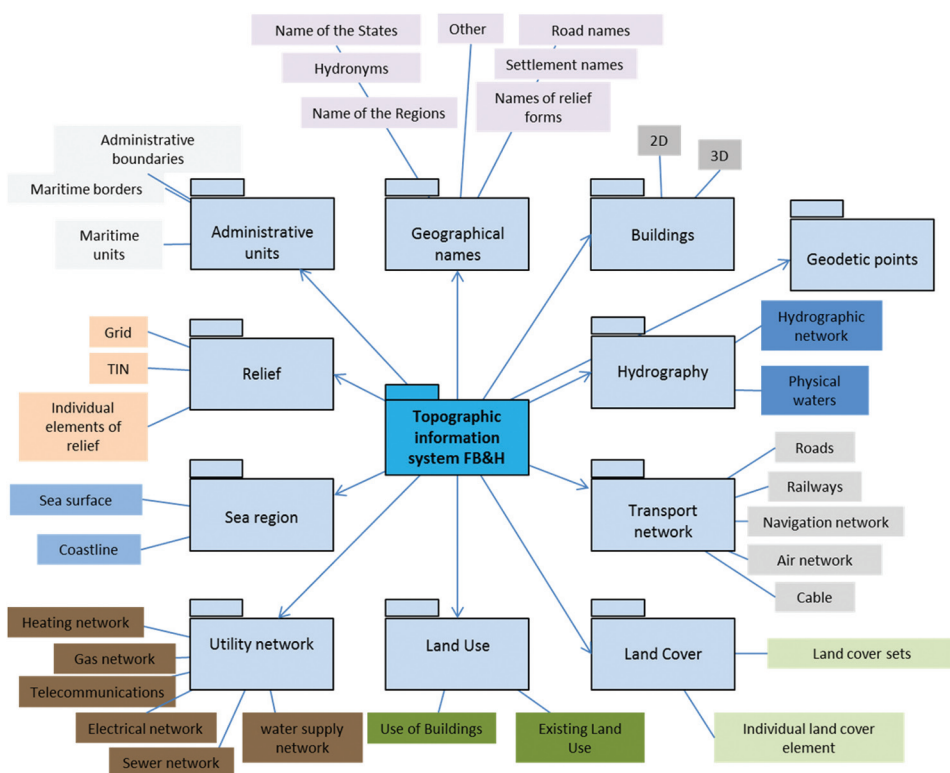 Name of the States
Other
Road names
Hydronyms
Settlement names
Name of the Regions
Names of relief
forms
Administrative
boundaries
Maritime borders
Maritime
units
Administrative
units
Geographical
names
2D
3D
Buildings
Geodetic points
Grid
TIN
Individual
elements of
relief
Relief
Hydrography
Hydrographic
network
Physical
waters
Topographic
information
system FB&H
Sea surface
Coastline
Sea region
Transport
network
Roads
Railways
Navigation network
Air network
Cable
Heating network
Gas network
Telecommunications
Electrical network
Sewer network
water supply
network
Utility network
Land Use
Use of Buildings
Existing Land
Use
Land Cover
Land cover sets
Individual land cover
element